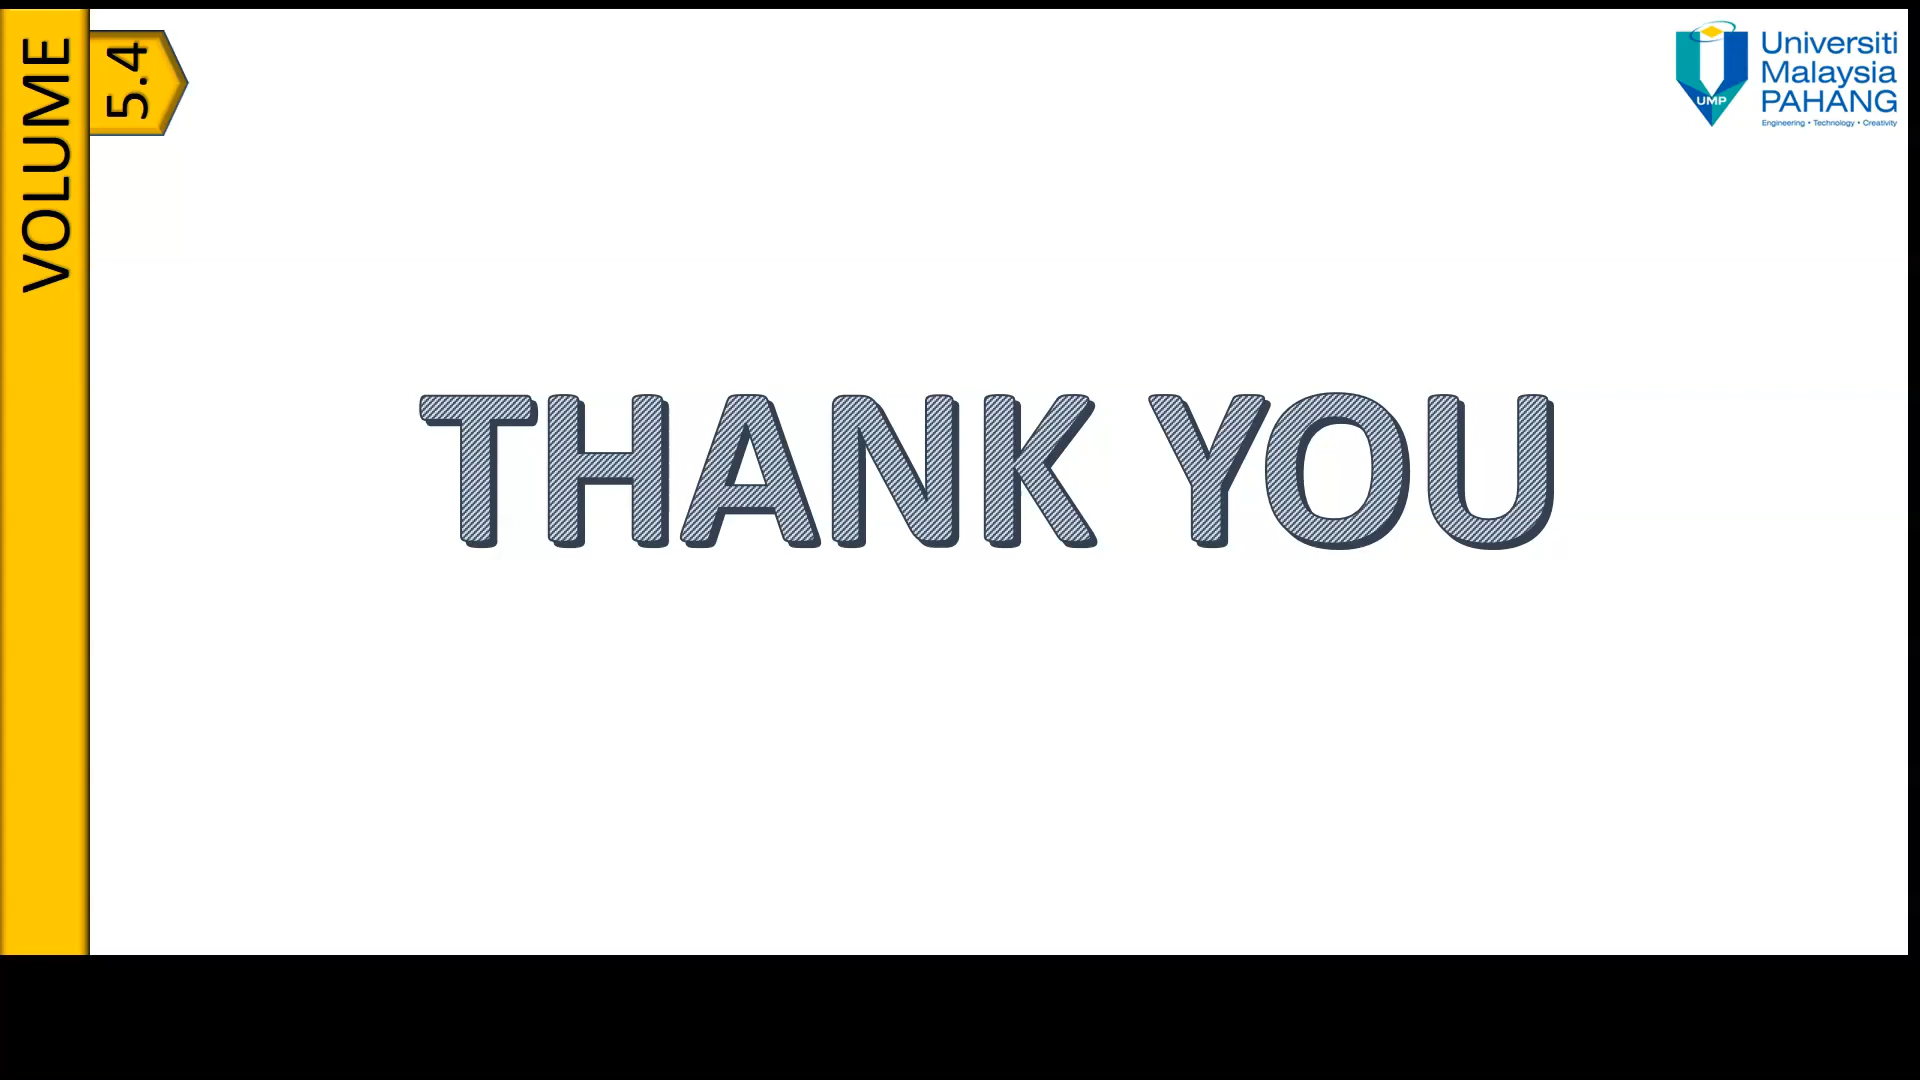 VOLUME
5.4
UMP
Universiti
Malaysia
PAHANG
Engineering • Technology • Creativity
THANK YOU